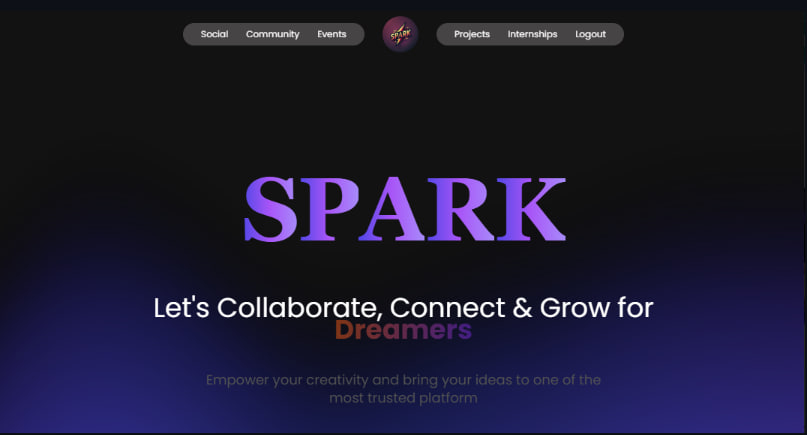 Social Community Events SPARK Projects Internships Logout
SPARK
Let's Collaborate, Connect & Grow for
Dreamers
Empower your creativity and bring your ideas to one of the
most trusted platform